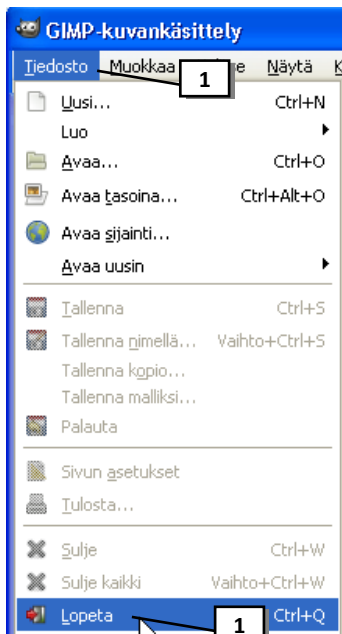 GIMP-kuvankäsittely
Tiedosto Muokkaa Näytä K
1
Uusi... Ctrl+N
Luo
Avaa... Ctrl+O
Avaa tasoina... Ctrl+Alt+O
Avaa sijainti...
Avaa uusin
Tallenna Ctrl+S
Tallenna nimellä... Vaihto+Ctrl+S
Tallenna kopio...
Tallenna malliksi...
Palauta
Sivun asetukset
Tulosta...
Sulje Ctrl+W
Sulje kaikki Vaihto+Ctrl+W
Lopeta Ctrl+Q
1